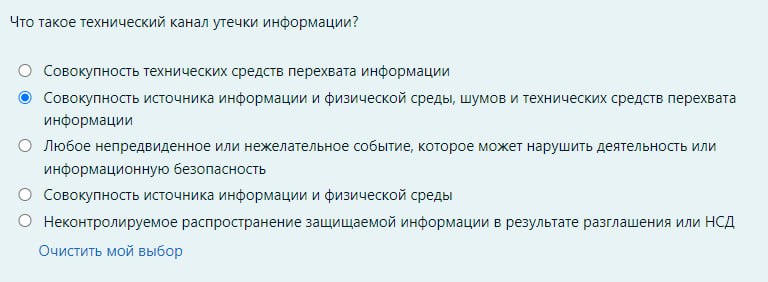 Что такое технический канал утечки информации?
Совокупность технических средств перехвата информации
Совокупность источника информации и физической среды, шумов и технических средств перехвата
информации
Любое непредвиденное или нежелательное событие, которое может нарушить деятельность или
информационную безопасность
Совокупность источника информации и физической среды
Неконтролируемое распространение защищаемой информации в результате разглашения или НСД
Очистить мой выбор